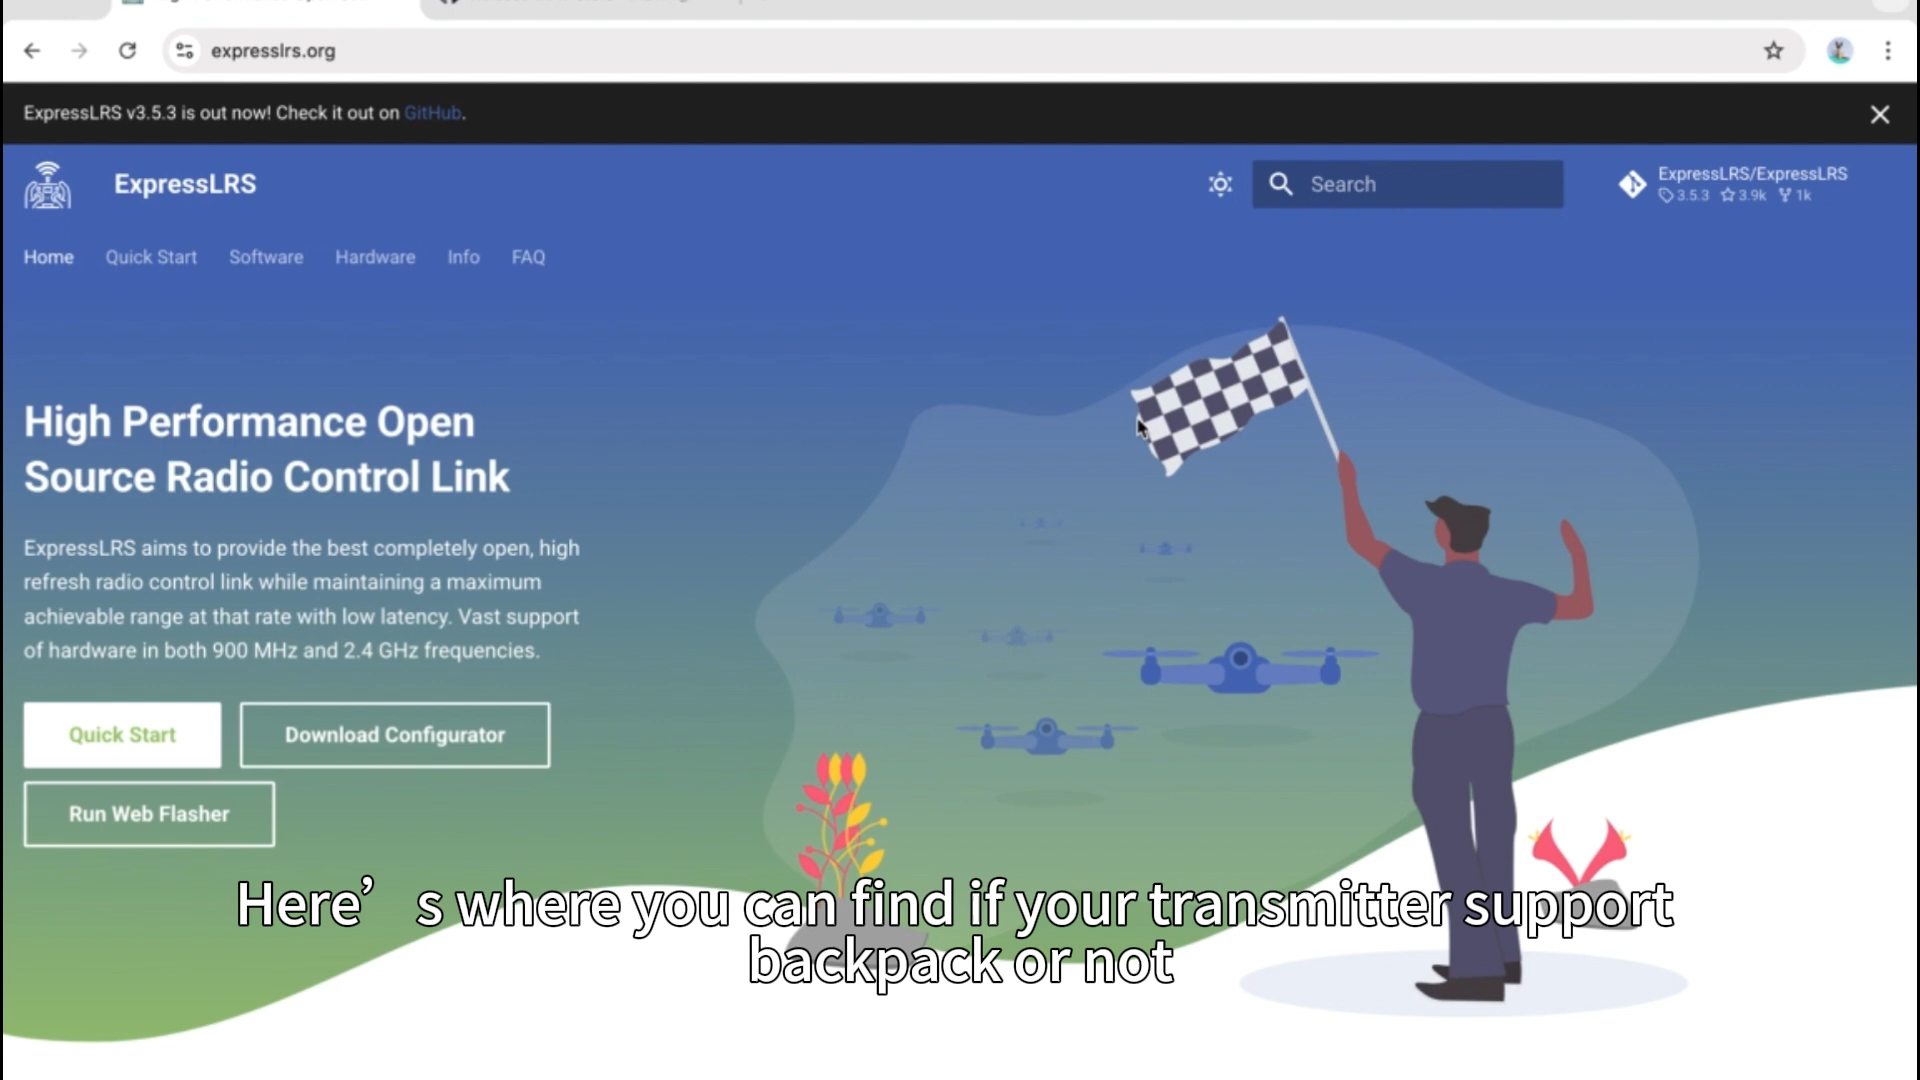 expresslrs.org
ExpressLRS v3.5.3 is out now! Check it out on GitHub.
ExpressLRS
Search
ExpressLRS/ExpressLRS
3.5.3 3.9k 1k
Home Quick Start Software Hardware Info FAQ
High Performance Open
Source Radio Control Link
ExpressLRS aims to provide the best completely open, high
refresh radio control link while maintaining a maximum
achievable range at that rate with low latency. Vast support
of hardware in both 900 MHz and 2.4 GHz frequencies.
Quick Start Download Configurator
Run Web Flasher
Here’s where you can find if your transmitter support
backpack or not